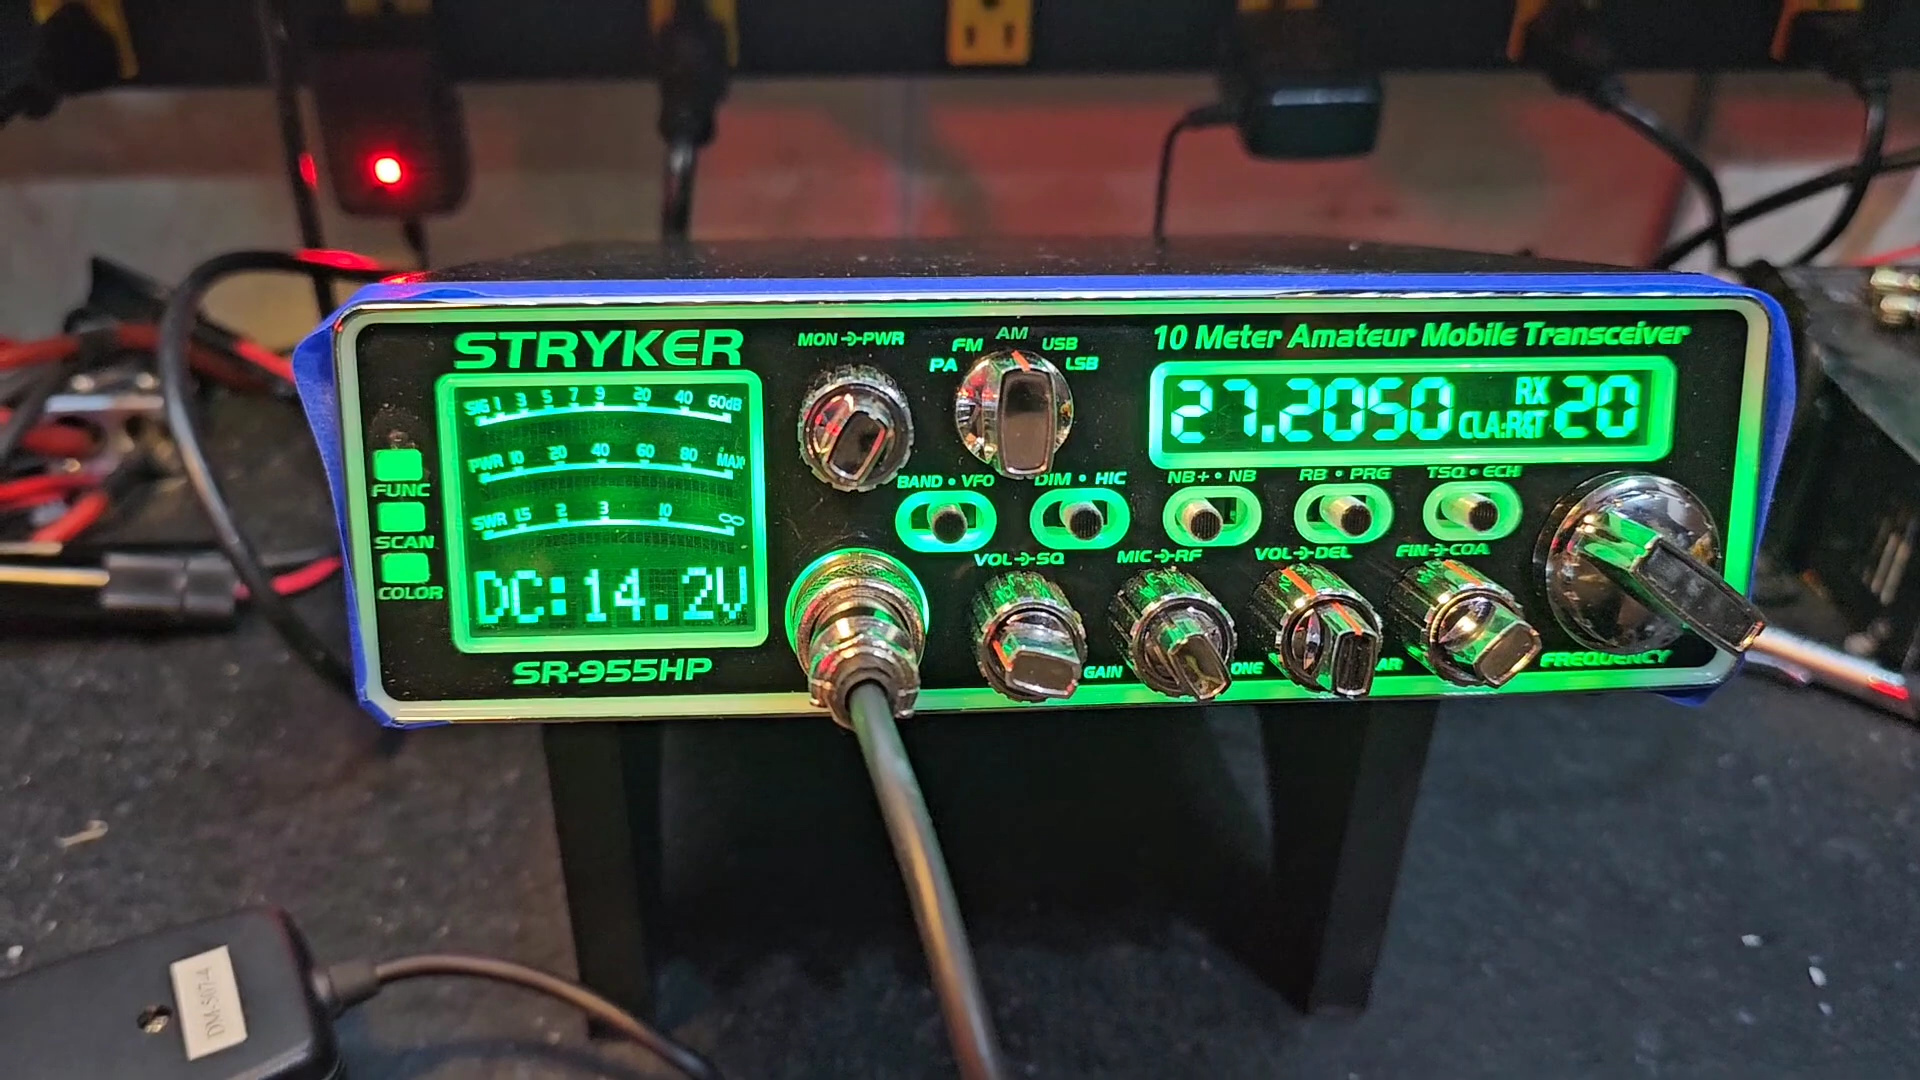 STRYKER
MON PWR
PA FM AM USB LSB
10 Meter Amateur Mobile Transceiver
SIG 1 3 5 7 9 20 40 60dB
PWR 10 20 40 60 80 MAX
SWR 1.5 2 3 10 ∞
DC:14.2V
27.2050 RX 20
FUNC
SCAN
COLOR
BAND • VFO
DIM • HIC
NB+ • NB
RB • PRG
TSQ • ECH
VOL SQ
MIC RF
VOL DEL
FIN COA
GAIN
FREQUENCY
SR-955HP